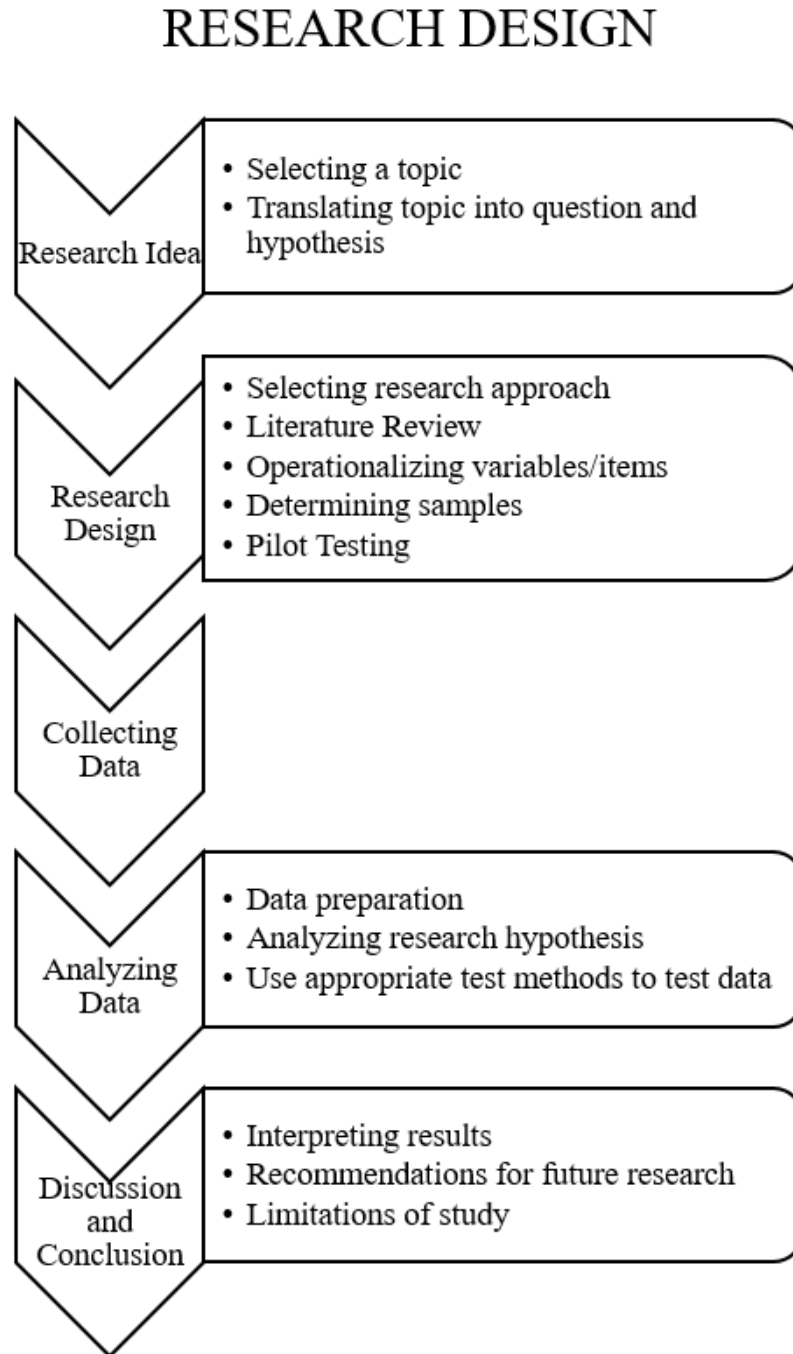 RESEARCH DESIGN
Research Idea
• Selecting a topic
• Translating topic into question and
hypothesis
Research
Design
• Selecting research approach
• Literature Review
• Operationalizing variables/items
• Determining samples
• Pilot Testing
Collecting
Data
Analyzing
Data
• Data preparation
• Analyzing research hypothesis
• Use appropriate test methods to test data
Discussion
and
Conclusion
• Interpreting results
• Recommendations for future research
• Limitations of study